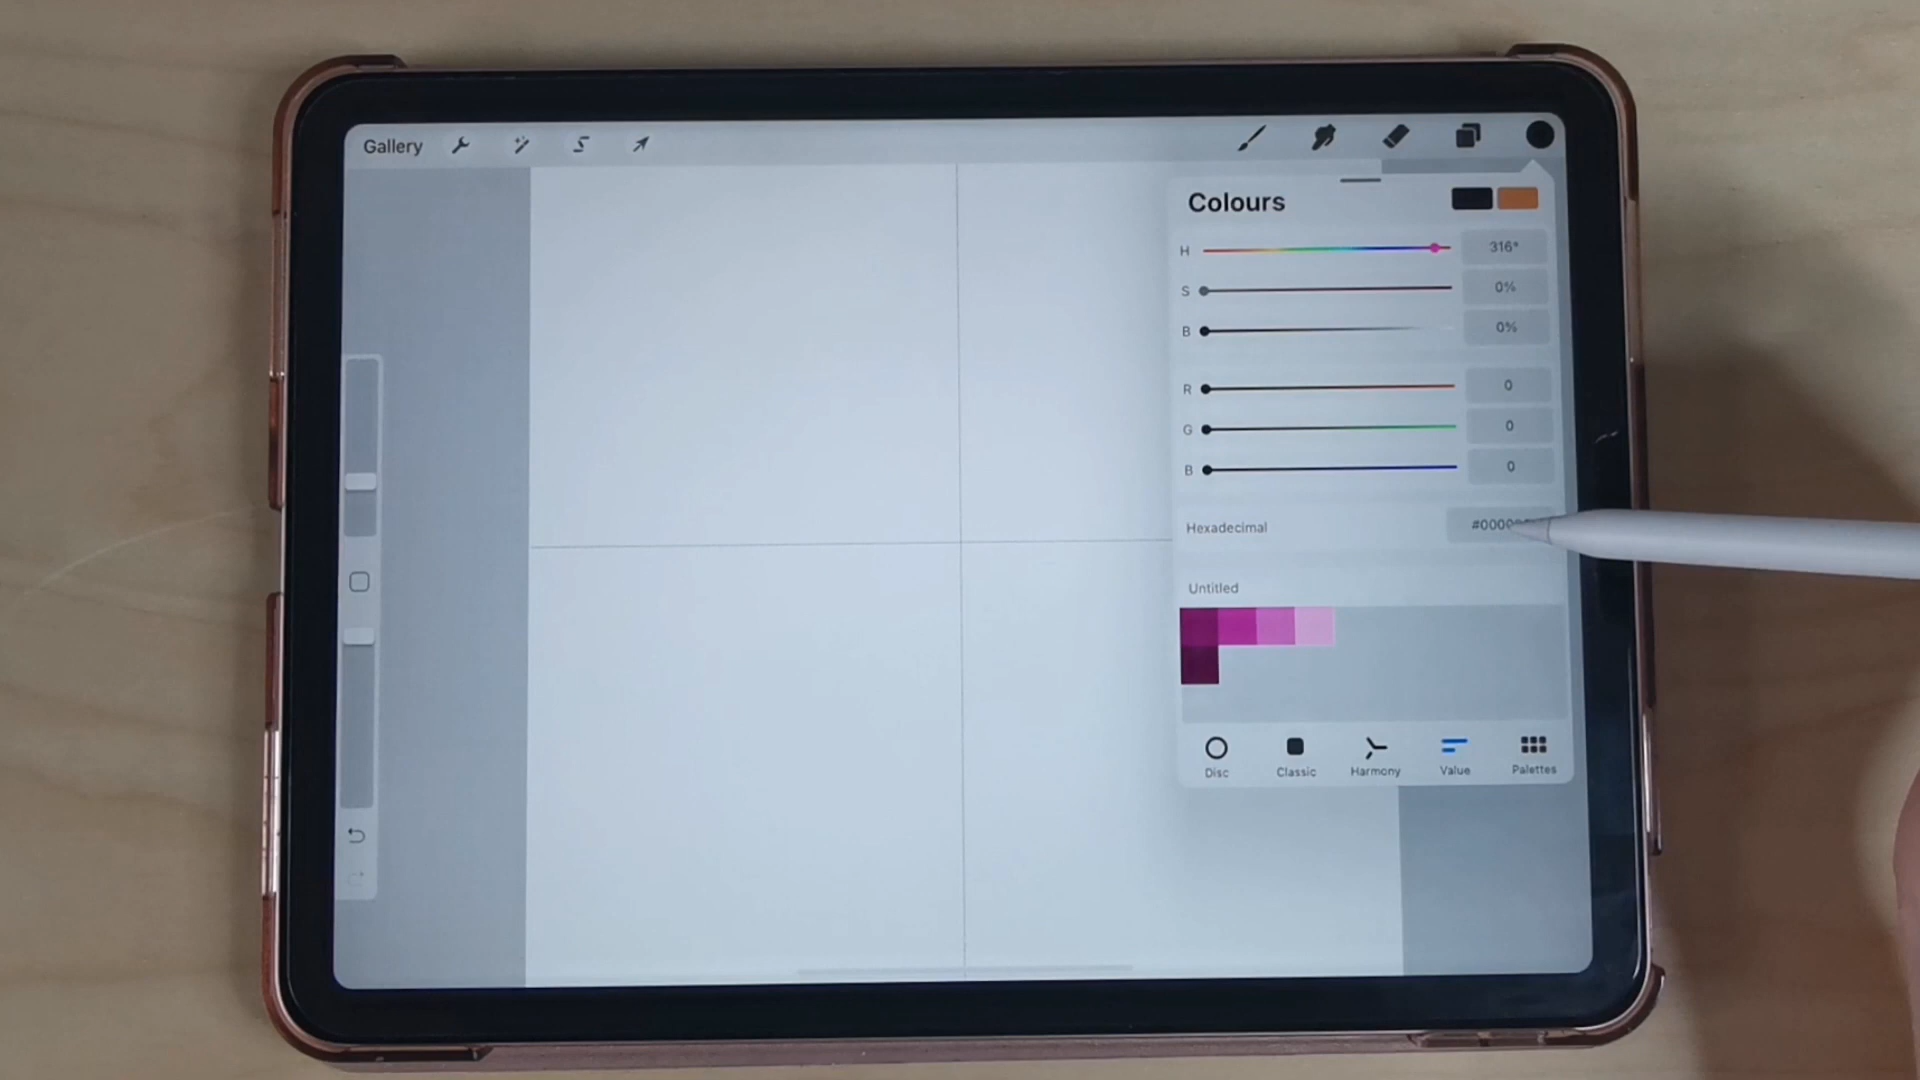 Gallery
Colours
H 316°
S 0%
B 0%
R 0
G 0
B 0
Hexadecimal
Untitled
Disc Classic Harmony Value Palettes